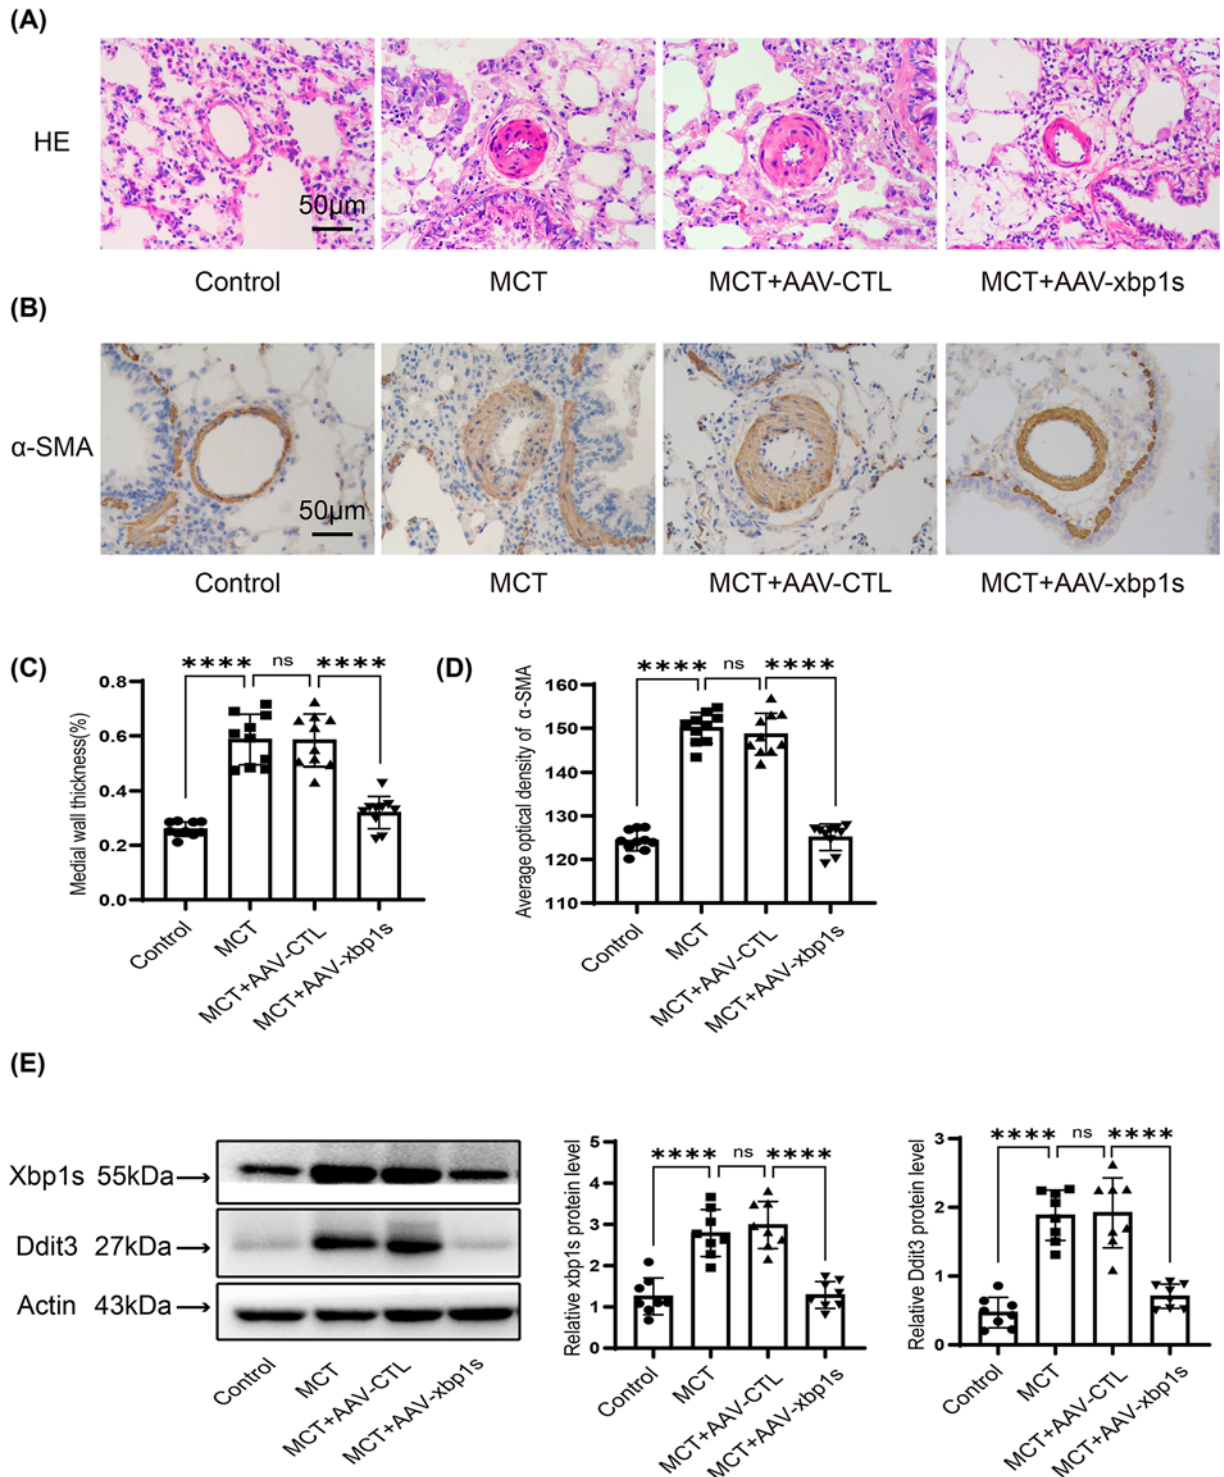 (A)
HE
50μm
Control MCT MCT+AAV-CTL MCT+AAV-xbp1s
(B)
α-SMA
50μm
Control MCT MCT+AAV-CTL MCT+AAV-xbp1s
(C)
Medial wall thickness(%)
0.8
0.6
0.4
0.2
0.0
**** ns ****
Control
MCT
MCT+AAV-CTL
MCT+AAV-xbp1s
(D)
Average optical density of α-SMA
160
150
140
130
120
110
**** ns ****
Control
MCT
MCT+AAV-CTL
MCT+AAV-xbp1s
(E)
Xbp1s 55kDa→
Ddit3 27kDa→
Actin 43kDa→
Control
MCT
MCT+AAV-CTL
MCT+AAV-xbp1s
Relative xbp1s protein level
5
4
3
2
1
0
**** ns ****
Control
MCT
MCT+AAV-CTL
MCT+AAV-xbp1s
Relative Ddit3 protein level
3
2
1
0
**** ns ****
Control
MCT
MCT+AAV-CTL
MCT+AAV-xbp1s